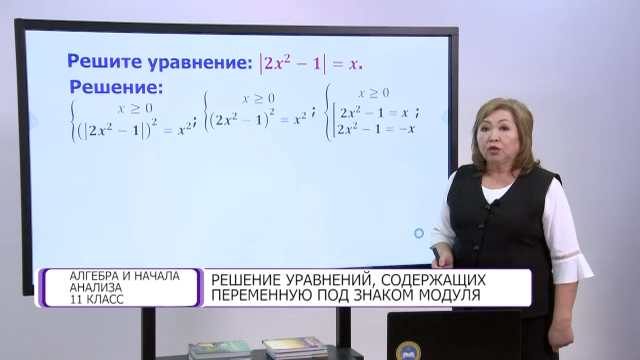 Решите уравнение: |2x² − 1| = x.
Решение:
{ x ≥ 0 (|2x² − 1|)² = x² ; { x ≥ 0 (2x² − 1)² = x² ; { x ≥ 0 [ 2x² − 1 = x 2x² − 1 = −x ;
АЛГЕБРА И НАЧАЛА
АНАЛИЗА
11 КЛАСС
РЕШЕНИЕ УРАВНЕНИЙ, СОДЕРЖАЩИХ
ПЕРЕМЕННУЮ ПОД ЗНАКОМ МОДУЛЯ